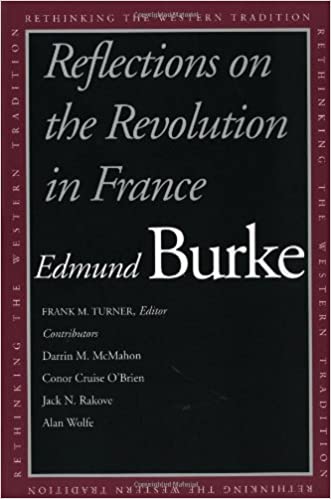 RETHINKING THE WESTERN TRADITION
Reflections on
the Revolution
in France
Edmund Burke
FRANK M. TURNER, Editor
Contributors
Darrin M. McMahon
Conor Cruise O'Brien
Jack N. Rakove
Alan Wolfe
RETHINKING THE WESTERN TRADITION
RETHINKING THE WESTERN TRADITION
RETHINKING THE WESTERN TRADITION